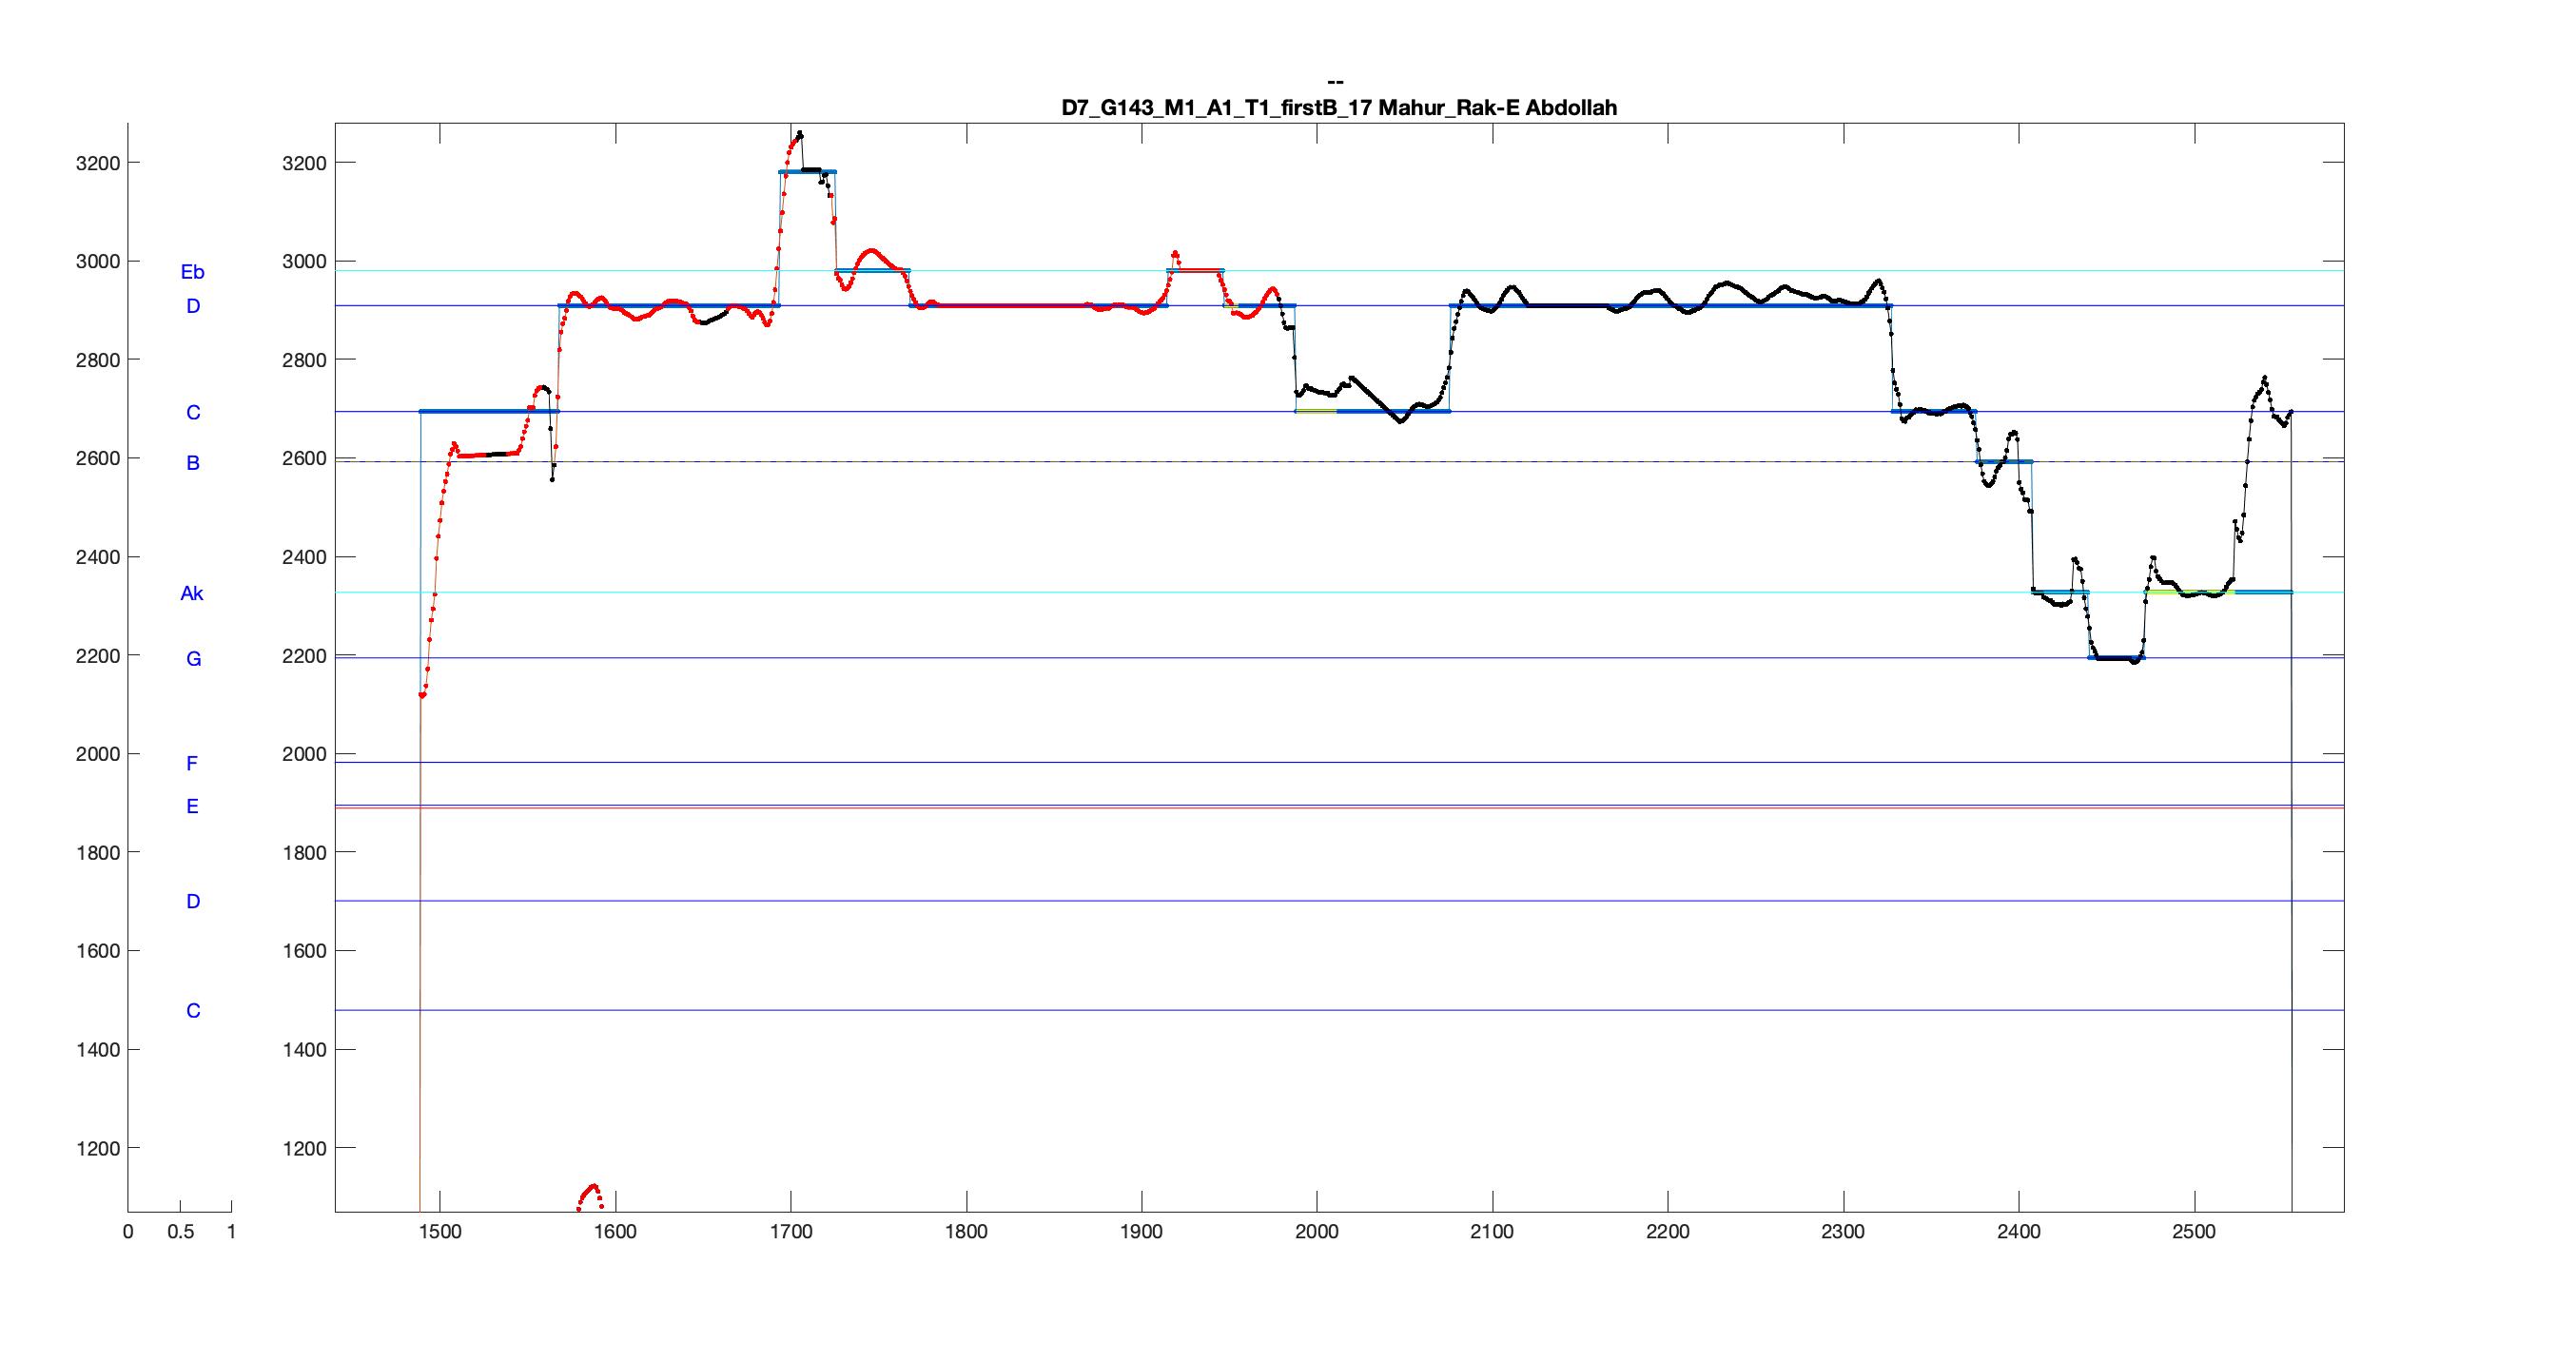 --
D7_G143_M1_A1_T1_firstB_17 Mahur_Rak-E Abdollah
3200 3200
3000 3000
Eb
D
2800 2800
C
2600 2600
B
2400 2400
Ak
2200 2200
G
2000 2000
F
E
1800 1800
D
1600 1600
C
1400 1400
1200 1200
0 0.5 1 1500 1600 1700 1800 1900 2000 2100 2200 2300 2400 2500